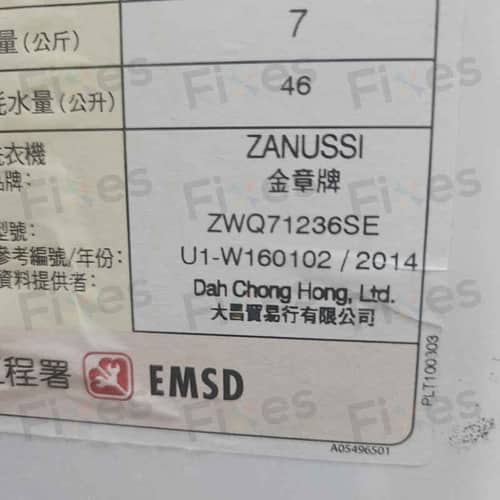 量(公斤) 7
耗水量(公升) 46
洗衣機 ZANUSSI
品牌: 金章牌
型號: ZWQ71236SE
參考編號/年份: U1-W160102 / 2014
資料提供者: Dah Chong Hong, Ltd.
大昌貿易行有限公司
工程署 EMSD
A05496501
PLT100303
Fixes